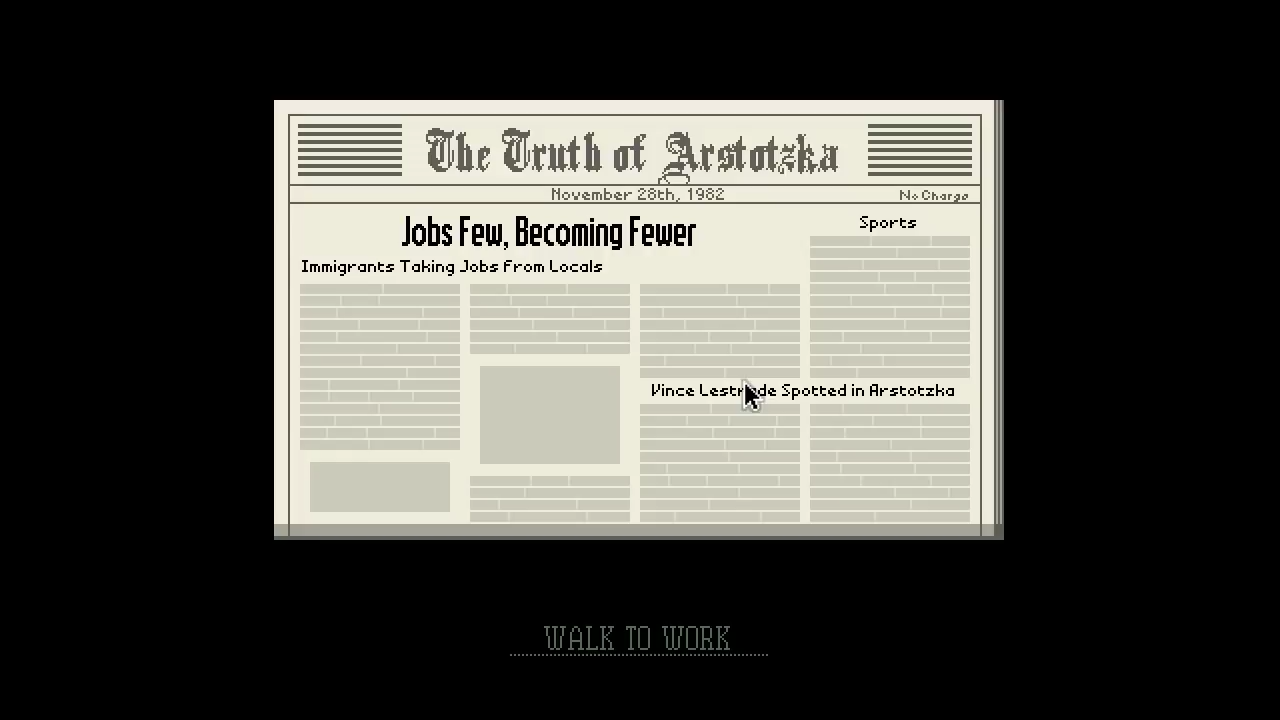 The Truth of Arstotzka
November 28th, 1982
No Charge
Jobs Few, Becoming Fewer
Immigrants Taking Jobs From Locals
Sports
Vince Lestrade Spotted in Arstotzka
WALK TO WORK